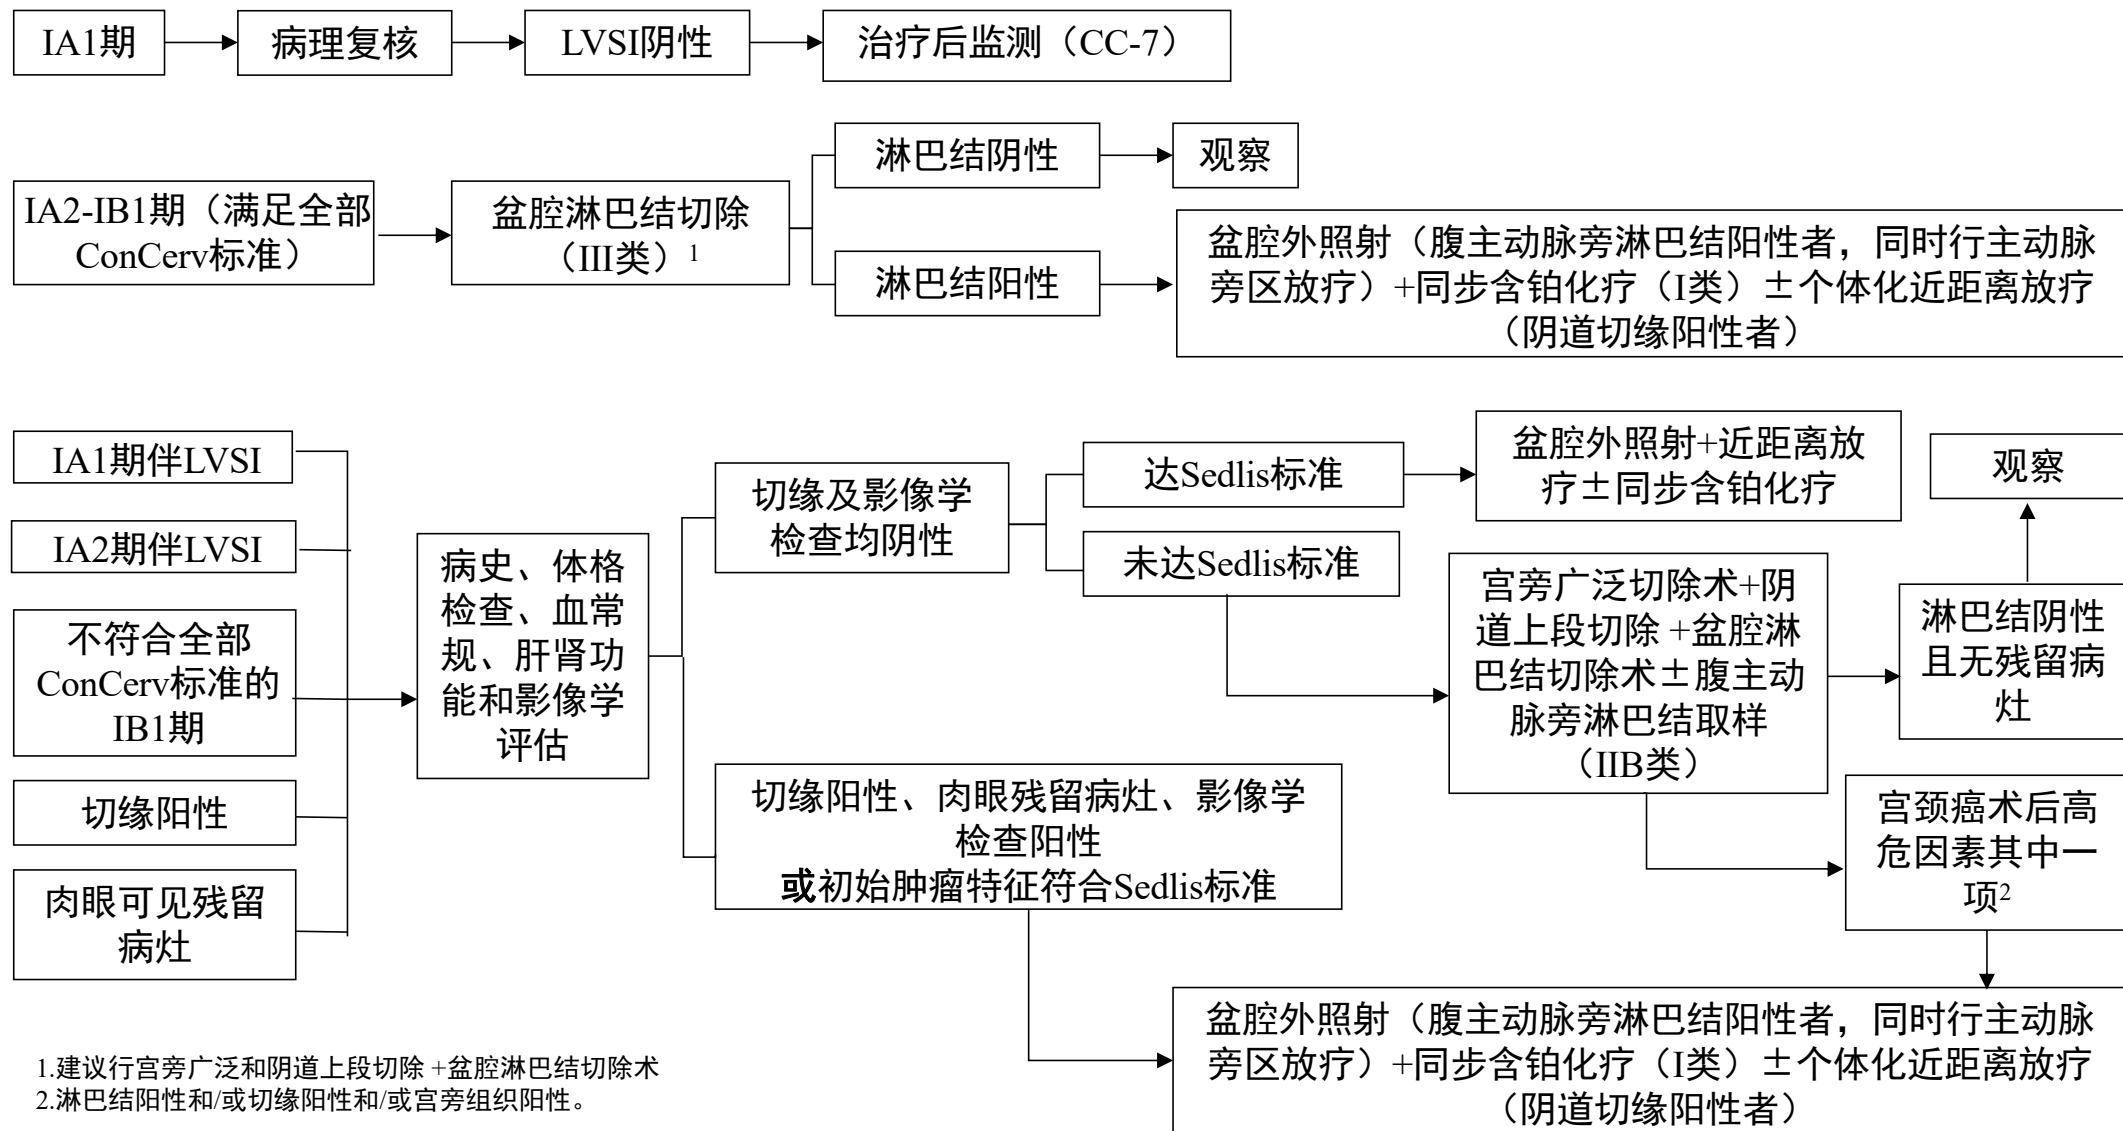 IA1期
病理复核
LVSI阴性
治疗后监测（CC-7）
IA2-IB1期（满足全部
ConCerv标准）
盆腔淋巴结切除
（III类）1
淋巴结阴性
观察
淋巴结阳性
盆腔外照射（腹主动脉旁淋巴结阳性者，同时行主动脉
旁区放疗）+同步含铂化疗（I类）±个体化近距离放疗
（阴道切缘阳性者）
IA1期伴LVSI
IA2期伴LVSI
不符合全部
ConCerv标准的
IB1期
切缘阳性
肉眼可见残留
病灶
病史、体格
检查、血常
规、肝肾功
能和影像学
评估
切缘及影像学
检查均阴性
达Sedlis标准
盆腔外照射+近距离放
疗±同步含铂化疗
未达Sedlis标准
宫旁广泛切除术+阴
道上段切除 +盆腔淋
巴结切除术±腹主动
脉旁淋巴结取样
（IIB类）
观察
淋巴结阴性
且无残留病
灶
宫颈癌术后高
危因素其中一
项2
切缘阳性、肉眼残留病灶、影像学
检查阳性
或初始肿瘤特征符合Sedlis标准
盆腔外照射（腹主动脉旁淋巴结阳性者，同时行主动脉
旁区放疗）+同步含铂化疗（I类）±个体化近距离放疗
（阴道切缘阳性者）
1.建议行宫旁广泛和阴道上段切除 +盆腔淋巴结切除术
2.淋巴结阳性和/或切缘阳性和/或宫旁组织阳性。